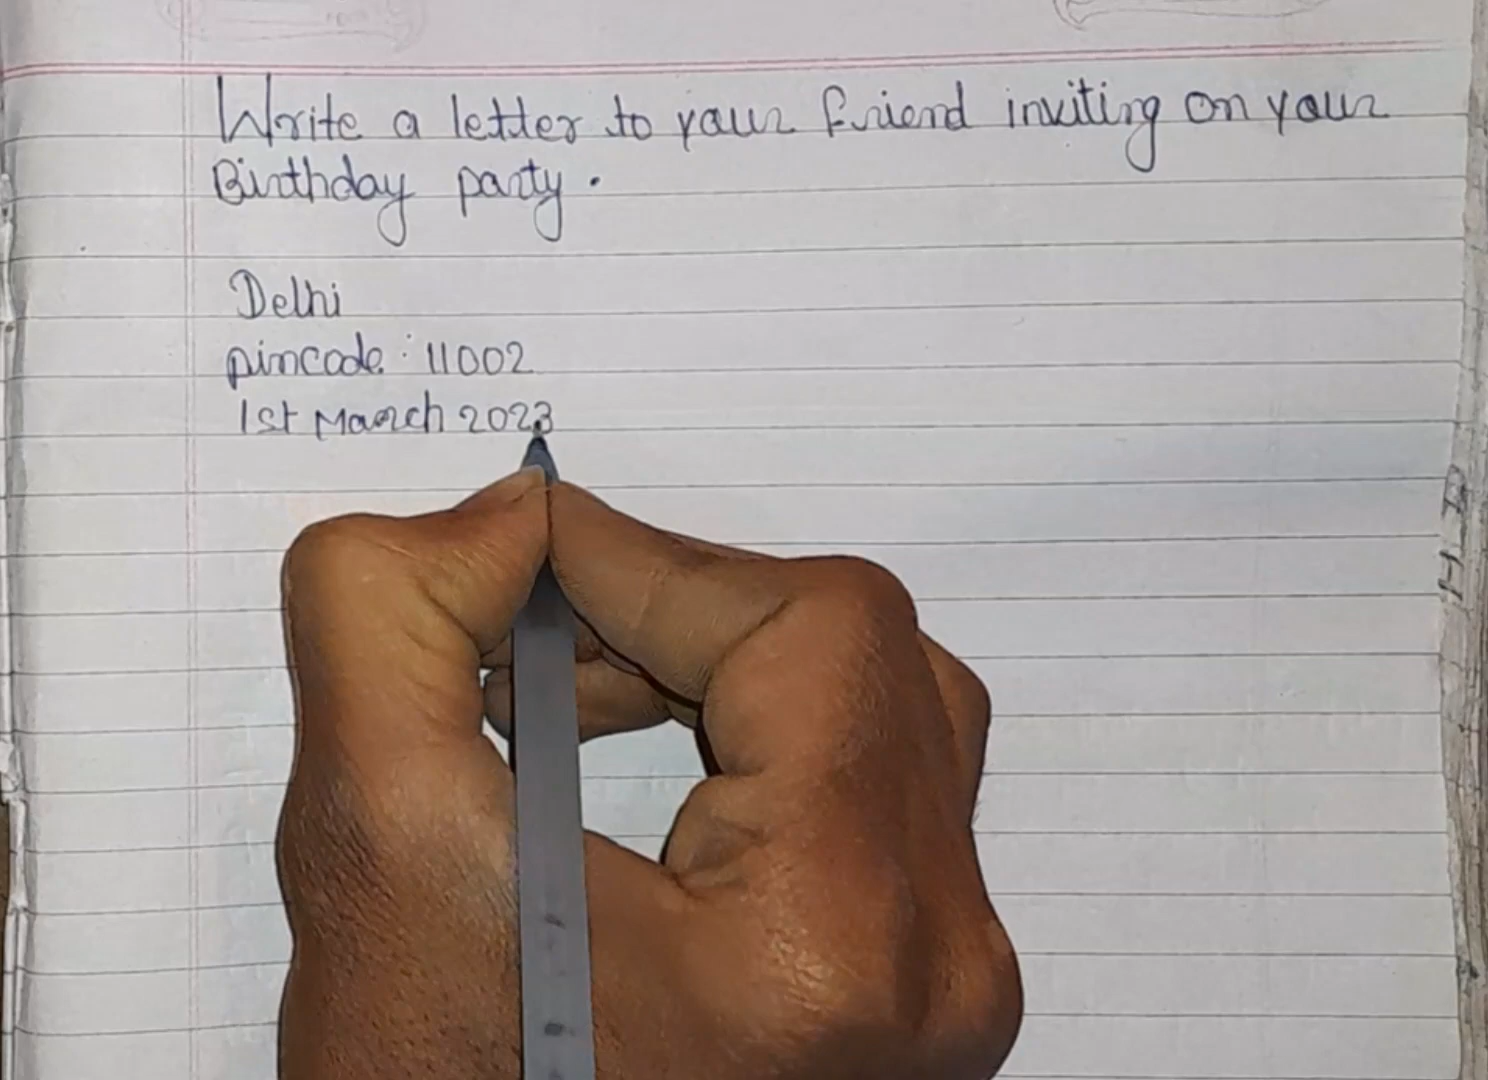 Write a letter to your friend inviting on your
Birthday party.
Delhi
pincode: 11002
1st March 2023